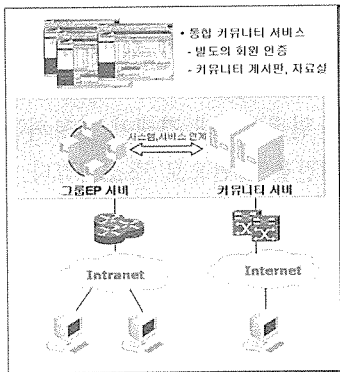 • 통합 커뮤니티 서비스
- 별도의 회원 인증
- 커뮤니티 게시판, 자료실
시스템,서비스 연계
그룹EP 서버
커뮤니티 서버
Intranet
Internet